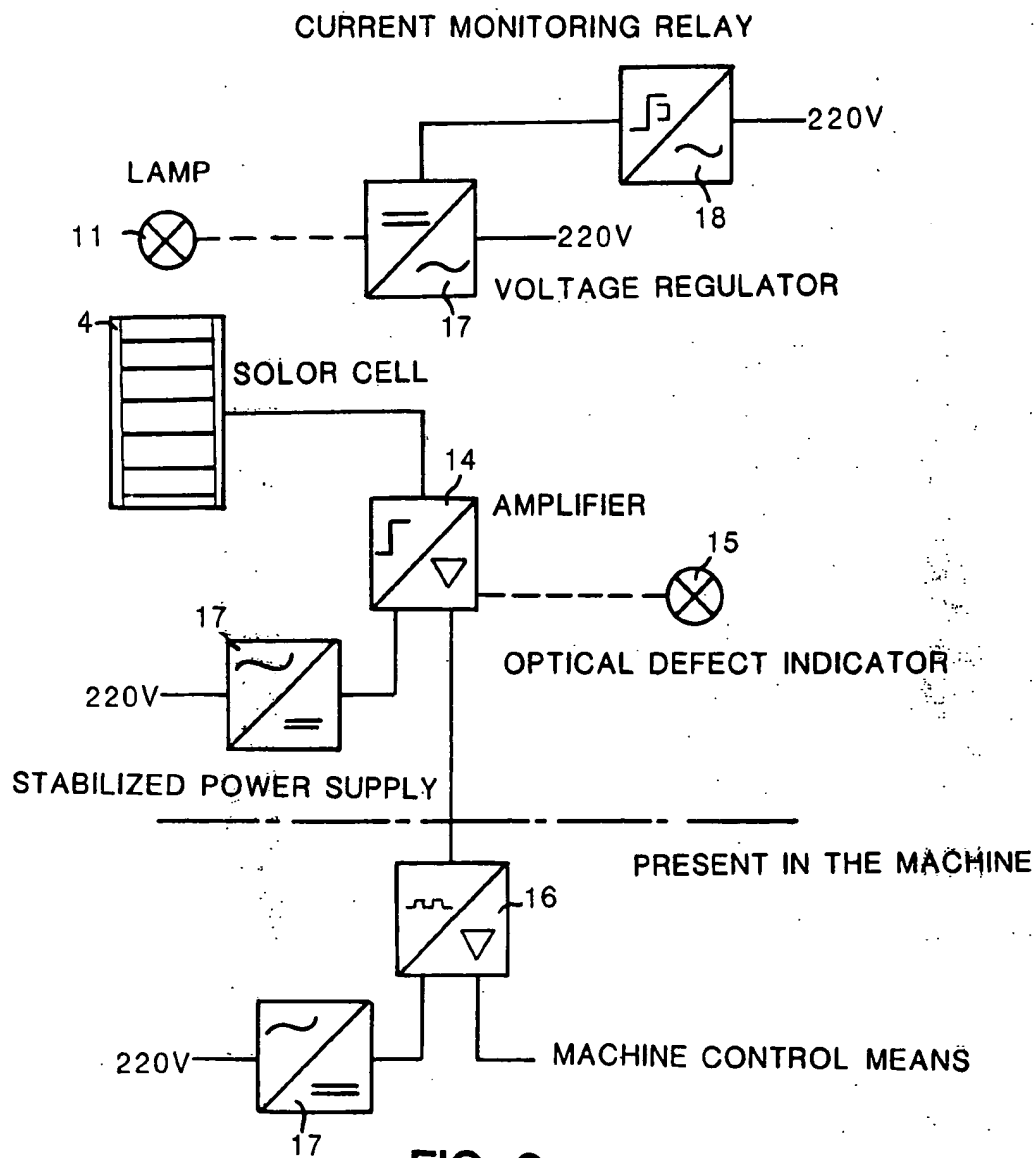 CURRENT MONITORING RELAY
220V
18
LAMP
11
220V
VOLTAGE REGULATOR
17
4
SOLOR CELL
14
AMPLIFIER
15
17
OPTICAL DEFECT INDICATOR
220V
STABILIZED POWER SUPPLY
PRESENT IN THE MACHINE
16
220V
MACHINE CONTROL MEANS
17